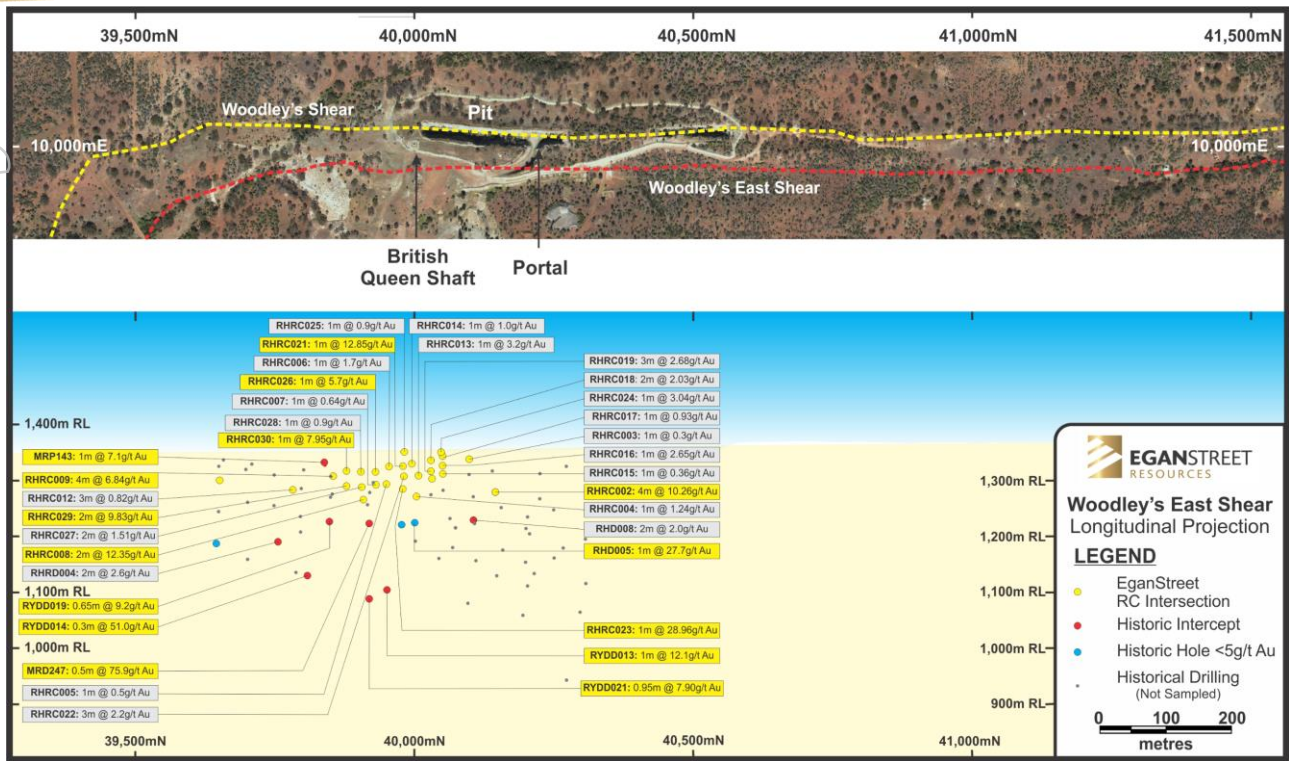 39,500mN
40,000mN
40,500mN
41,000mN
41,500mN
Woodley's Shear
Pit
10,000mE
10,000mE
Woodley's East Shear
British
Queen Shaft
Portal
RHRC025: 1m @ 0.9g/t Au
RHRC021: 1m @ 12.85g/t Au
RHRC006: 1m @ 1.7g/t Au
RHRC026: 1m @ 5.7g/t Au
RHRC007: 1m @ 0.64g/t Au
RHRC028: 1m @ 0.9g/t Au
RHRC030: 1m @ 7.95g/t Au
RHRC014: 1m @ 1.0g/t Au
RHRC013: 1m @ 3.2g/t Au
RHRC019: 3m @ 2.68g/t Au
RHRC018: 2m @ 2.03g/t Au
RHRC024: 1m @ 3.04g/t Au
RHRC017: 1m @ 0.93g/t Au
RHRC003: 1m @ 0.3g/t Au
RHRC016: 1m @ 2.65g/t Au
RHRC015: 1m @ 0.36g/t Au
RHRC002: 4m @ 10.26g/t Au
RHRC004: 1m @ 1.24g/t Au
RHD008: 2m @ 2.0g/t Au
RHD005: 1m @ 27.7g/t Au
RHRC023: 1m @ 28.96g/t Au
RYDD013: 1m @ 12.1g/t Au
RYDD021: 0.95m @ 7.90g/t Au
1,400m RL
MRP143: 1m @ 7.1g/t Au
RHRC009: 4m @ 6.84g/t Au
RHRC012: 3m @ 0.82g/t Au
RHRC029: 2m @ 9.83g/t Au
RHRC027: 2m @ 1.51g/t Au
RHRC008: 2m @ 12.35g/t Au
RHRD004: 2m @ 2.6g/t Au
1,100m RL
RYDD019: 0.65m @ 9.2g/t Au
RYDD014: 0.3m @ 51.0g/t Au
1,000m RL
MRD247: 0.5m @ 75.9g/t Au
RHRC005: 1m @ 0.5g/t Au
RHRC022: 3m @ 2.2g/t Au
1,300m RL
1,200m RL
1,100m RL
1,000m RL
900m RL
39,500mN
40,000mN
40,500mN
41,000mN
EGANSTREET
RESOURCES
Woodley's East Shear
Longitudinal Projection
LEGEND
EganStreet
RC Intersection
Historic Intercept
Historic Hole <5g/t Au
Historical Drilling
(Not Sampled)
0 100 200
metres